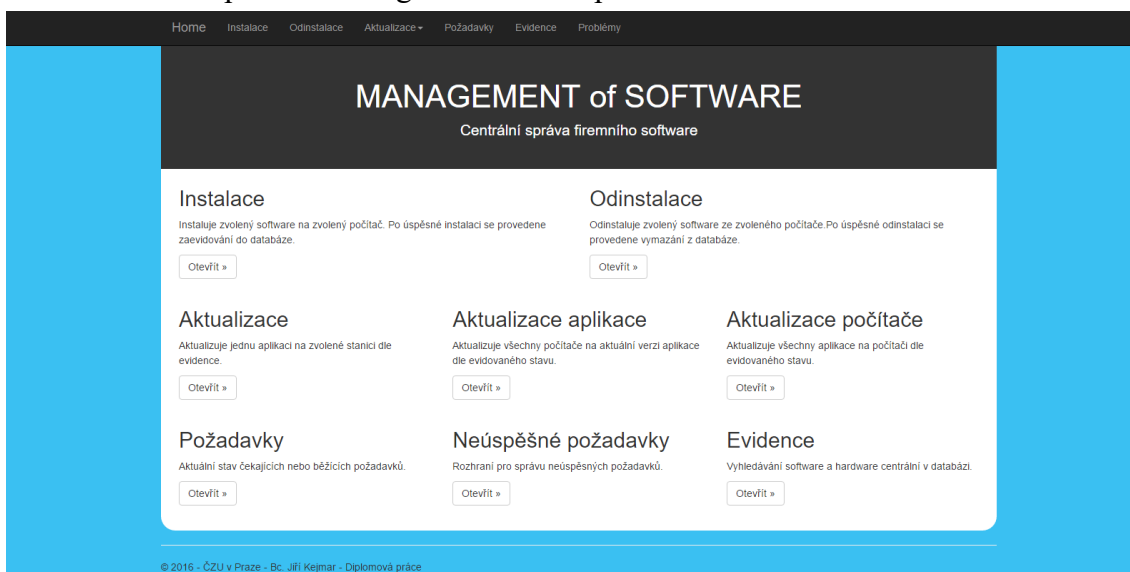 Home Instalace Odinstalace Aktualizace Požadavky Evidence Problémy
MANAGEMENT of SOFTWARE
Centrální správa firemního software
Instalace
Instaluje zvolený software na zvolený počítač. Po úspěsné instalaci se provedene
zaevidování do databáze.
Otevřít »
Odinstalace
Odinstaluje zvolený software ze zvoleného počítače.Po úspěsné odinstalaci se
provedene vymazání z databáze.
Otevřít »
Aktualizace
Aktualizuje jednu aplikaci na zvolené stanici dle
evidence.
Otevřít »
Aktualizace aplikace
Aktualizuje všechny počítače na aktuální verzi aplikace
dle evidovaného stavu.
Otevřít »
Aktualizace počítače
Aktualizuje všechny aplikace na počítači dle
evidovaného stavu.
Otevřít »
Požadavky
Aktuální stav čekajících nebo běžících požadavků.
Otevřít »
Neúspěšné požadavky
Rozhraní pro správu neúspěsných požadavků.
Otevřít »
Evidence
Vyhledávání software a hardware centrální v databázi.
Otevřít »
© 2016 - ČZU v Praze - Bc. Jiří Kejmar - Diplomová práce